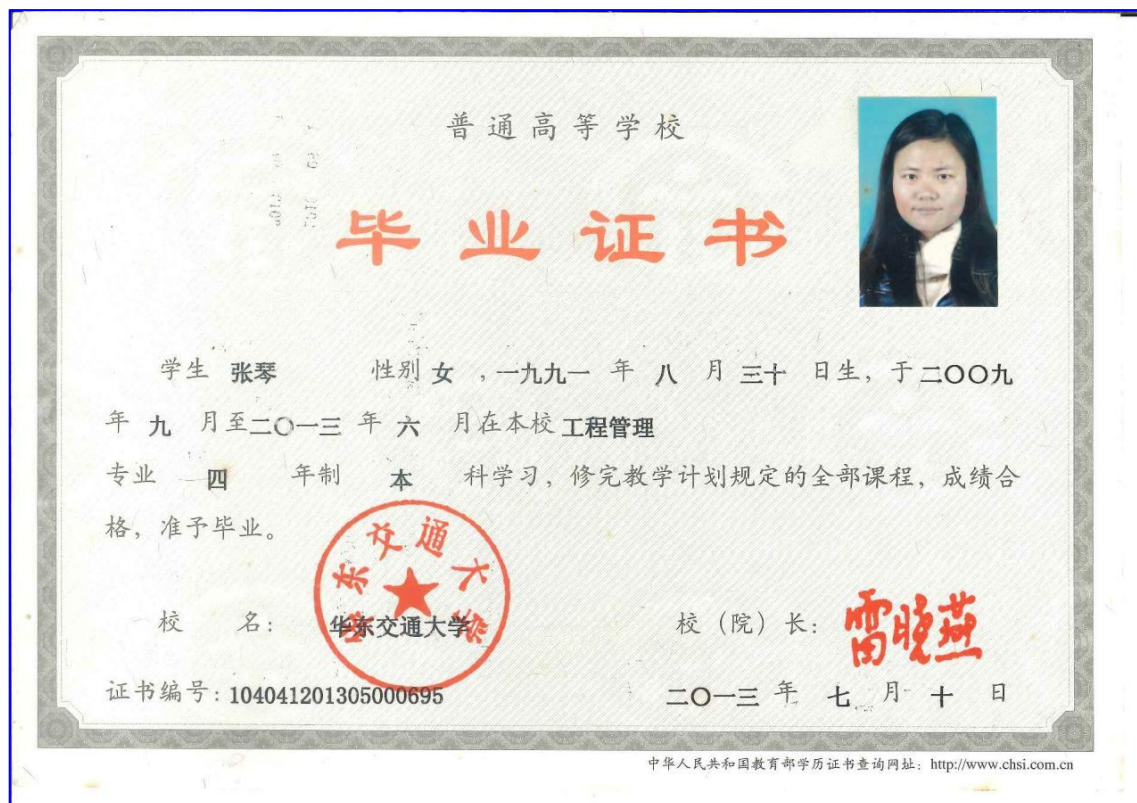 普通高等学校
毕业证书
学生 张琴 性别 女 ，一九九一 年 八 月 三十 日生，于二〇〇九
年 九 月至二〇一三 年 六 月在本校 工程管理
专业 四 年制 本 科学习，修完教学计划规定的全部课程，成绩合
格，准予毕业。
华东交通大学
校 名： 华东交通大学 校（院）长： 雷晓燕
证书编号：104041201305000695 二〇一三 年 七 月 十 日
中华人民共和国教育部学历证书查询网址：http://www.chsi.com.cn